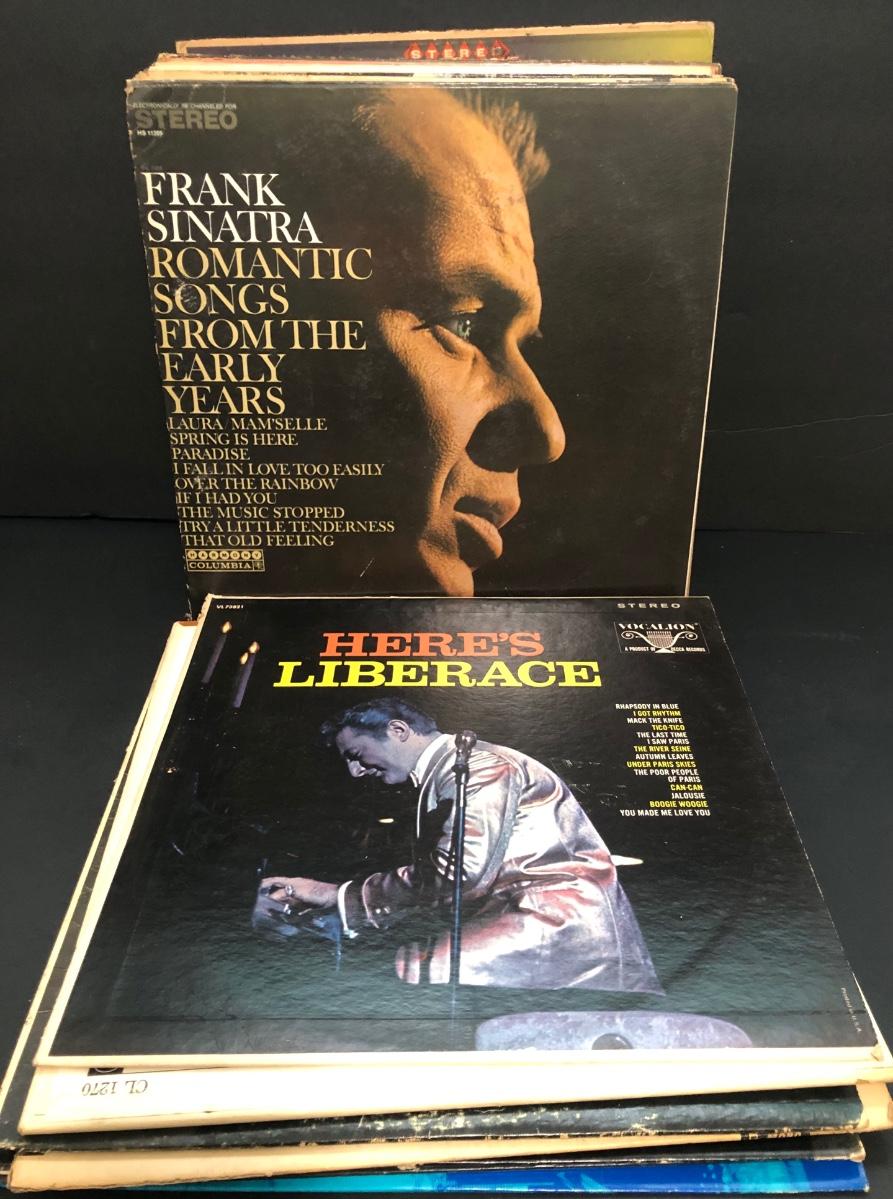 STEREO
ELECTRONICALLY RE-CHANNELED FOR
STEREO
HS 11205
FRANK
SINATRA
ROMANTIC
SONGS
FROM THE
EARLY
YEARS
LAURA/MAM'SELLE
SPRING IS HERE
PARADISE
I FALL IN LOVE TOO EASILY
OVER THE RAINBOW
IF I HAD YOU
THE MUSIC STOPPED
TRY A LITTLE TENDERNESS
THAT OLD FEELING
HARMONY
COLUMBIA
VL73821
STEREO
HERE'S
LIBERACE
VOCALION
A PRODUCT OF DECCA RECORDS
RHAPSODY IN BLUE
I GOT RHYTHM
MACK THE KNIFE
TICO-TICO
THE LAST TIME
I SAW PARIS
THE RIVER SEINE
AUTUMN LEAVES
UNDER PARIS SKIES
THE POOR PEOPLE
OF PARIS
CAN-CAN
JALOUSIE
BOOGIE WOOGIE
YOU MADE ME LOVE YOU
Printed in U.S.A.
CL 1270